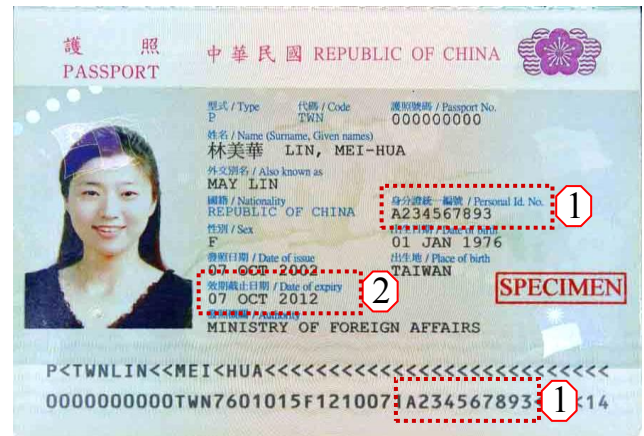 護 照 中 華 民 國 REPUBLIC OF CHINA
PASSPORT
型式 / Type 代碼 / Code 護照號碼 / Passport No.
P TWN 000000000
姓名 / Name (Surname, Given names)
林美華 LIN, MEI-HUA
外文別名 / Also known as
MAY LIN
國籍 / Nationality 身分證統一編號 / Personal Id. No.
REPUBLIC OF CHINA A234567893 1
性別 / Sex 出生日期 / Date of birth
F 01 JAN 1976
發照日期 / Date of issue 出生地 / Place of birth
07 OCT 2002 TAIWAN
效期截止日期 / Date of expiry
07 OCT 2012 2 SPECIMEN
Authority
MINISTRY OF FOREIGN AFFAIRS
P<TWNLIN<<MEI<HUA<<<<<<<<<<<<<<<<<<<<<<<<<<<
0000000000TWN7601015F1210071A234567893< 1 <14